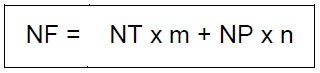 NF = NT x m + NP x n